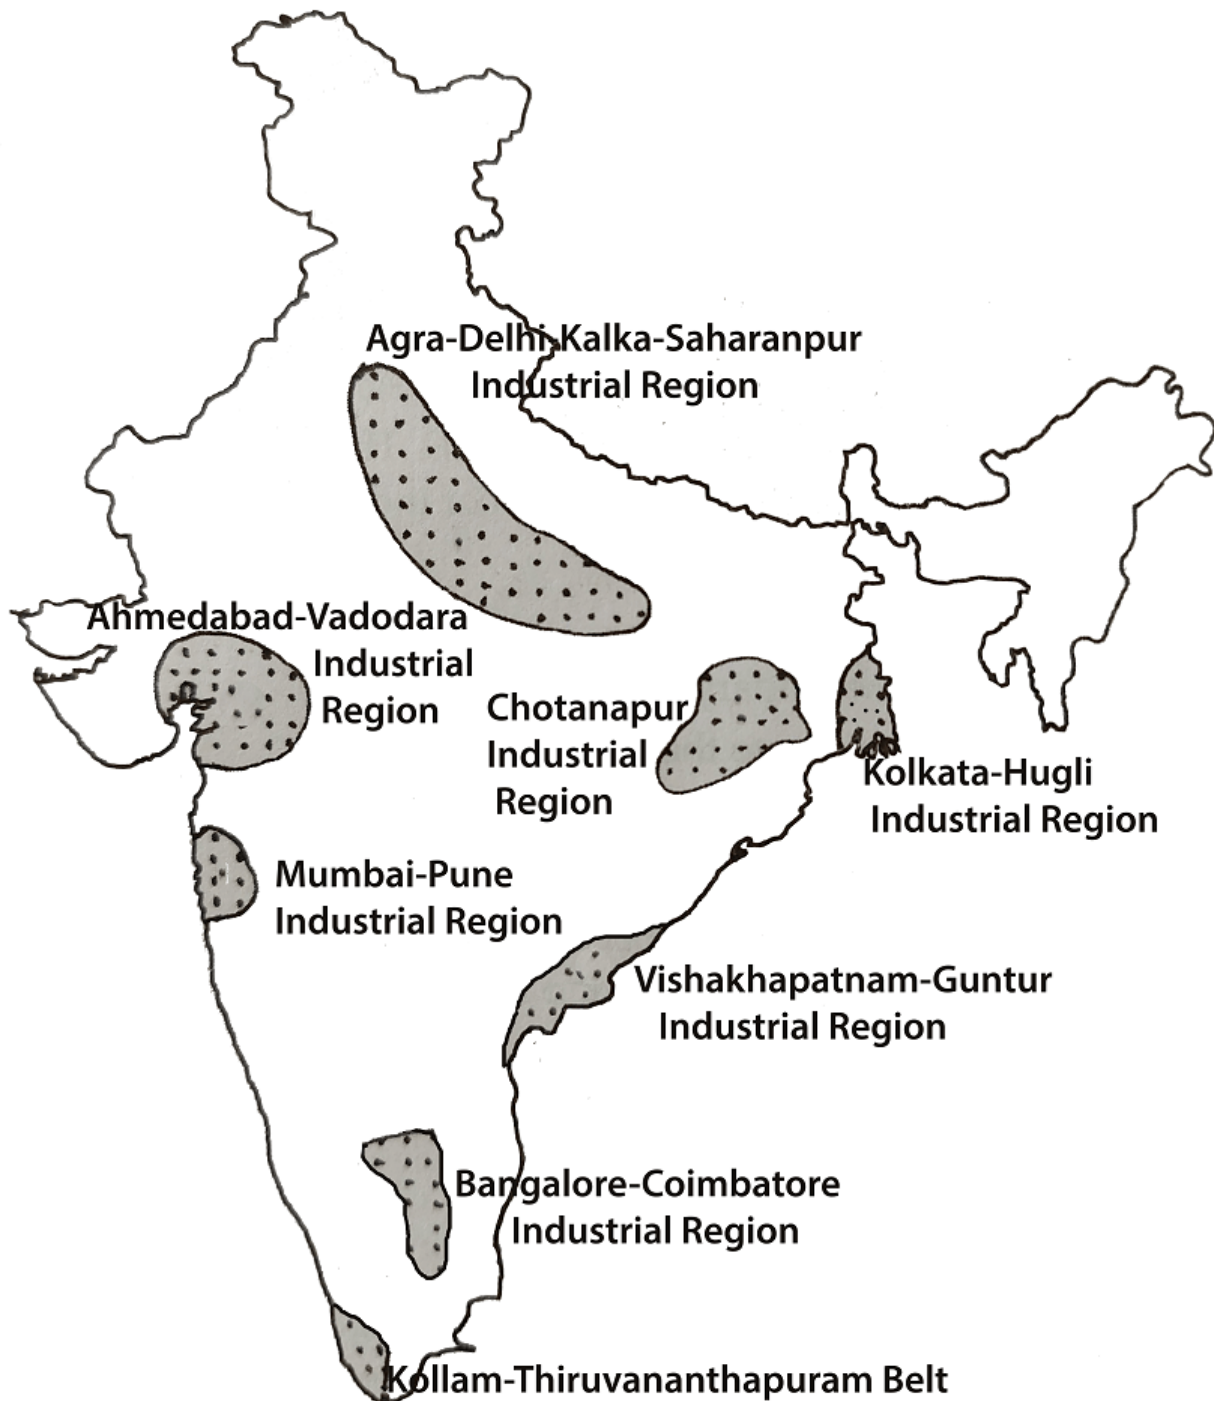 Agra-Delhi-Kalka-Saharanpur
Industrial Region
Ahmedabad-Vadodara
Industrial
Region
Chotanapur
Industrial
Region
Kolkata-Hugli
Industrial Region
Mumbai-Pune
Industrial Region
Vishakhapatnam-Guntur
Industrial Region
Bangalore-Coimbatore
Industrial Region
Kollam-Thiruvananthapuram Belt